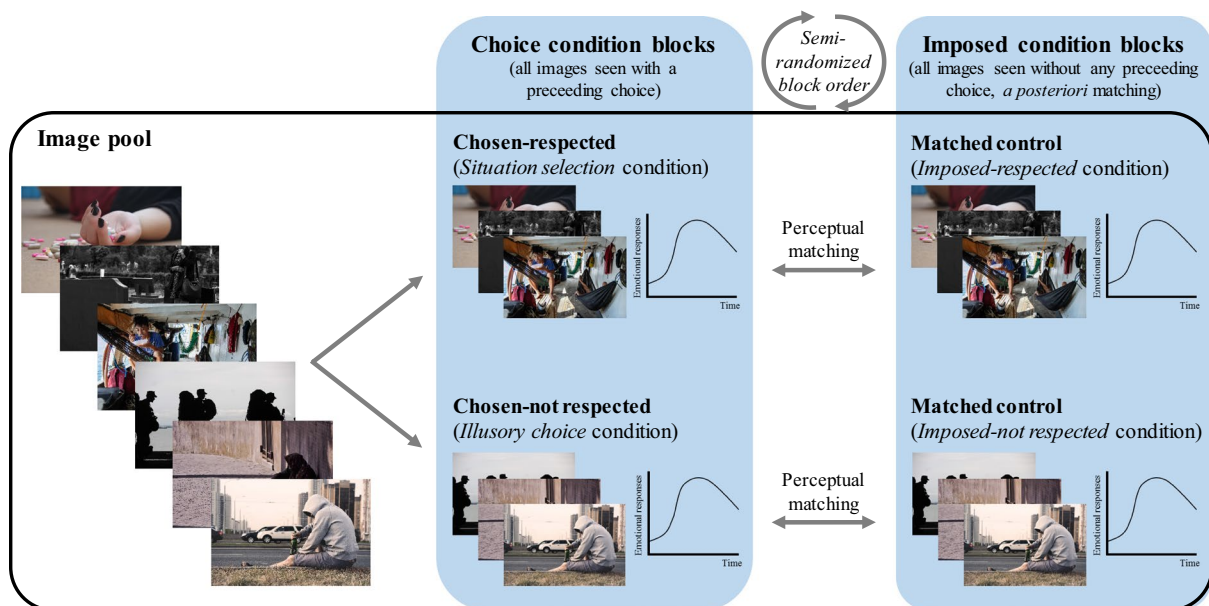 Choice condition blocks
(all images seen with a
preceeding choice)
Semi-
randomized
block order
Imposed condition blocks
(all images seen without any preceeding
choice, a posteriori matching)
Image pool
Chosen-respected
(Situation selection condition)
Emotional responses
Time
Perceptual
matching
Matched control
(Imposed-respected condition)
Emotional responses
Time
Chosen-not respected
(Illusory choice condition)
Emotional responses
Time
Perceptual
matching
Matched control
(Imposed-not respected condition)
Emotional responses
Time